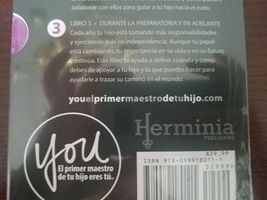 colaborar con ellas para guiar a tu hijo hacia el éxito.
3
LIBRO 3 • DURANTE LA PREPARATORIA Y EN ADELANTE
Cada año tu hijo está tomando más responsabilidades
y ejerciendo más su independencia. Aunque tu papel
está cambiando, tu importancia en su vida y en su futuro
continúa. Este libro te ayuda a definir cuándo y cómo
debes de apoyar a tu hijo y lo que puedes hacer para
ayudarle a trazar su camino en el mundo.
youelprimermaestrodetuhijo.com
You
El primer maestro
de tu hijo eres tú.
Herminia
PUBLISHING
$29.99
ISBN 978-0-9891801-
52999>